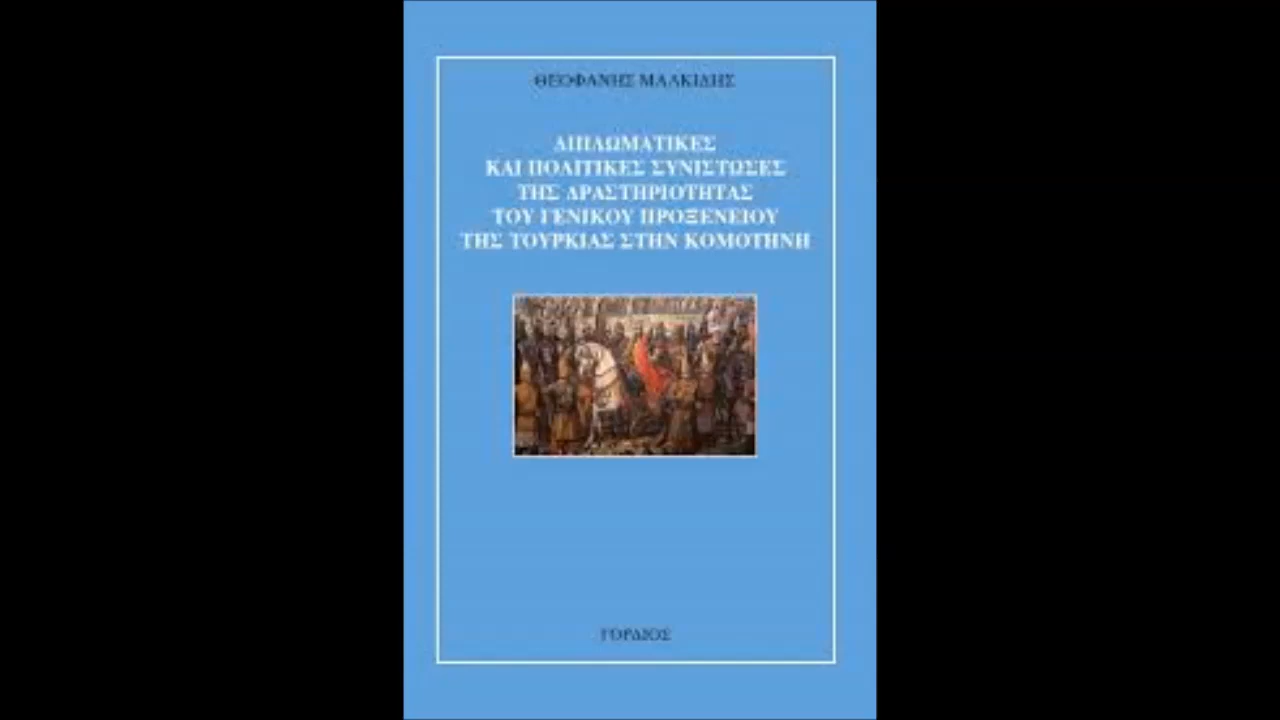 ΘΕΟΦΑΝΗΣ ΜΑΛΚΙΔΗΣ
ΔΙΠΛΩΜΑΤΙΚΕΣ
ΚΑΙ ΠΟΛΙΤΙΚΕΣ ΣΥΝΙΣΤΩΣΕΣ
ΤΗΣ ΔΡΑΣΤΗΡΙΟΤΗΤΑΣ
ΤΟΥ ΓΕΝΙΚΟΥ ΠΡΟΞΕΝΕΙΟΥ
ΤΗΣ ΤΟΥΡΚΙΑΣ ΣΤΗΝ ΚΟΜΟΤΗΝΗ
ΓΟΡΔΙΟΣ